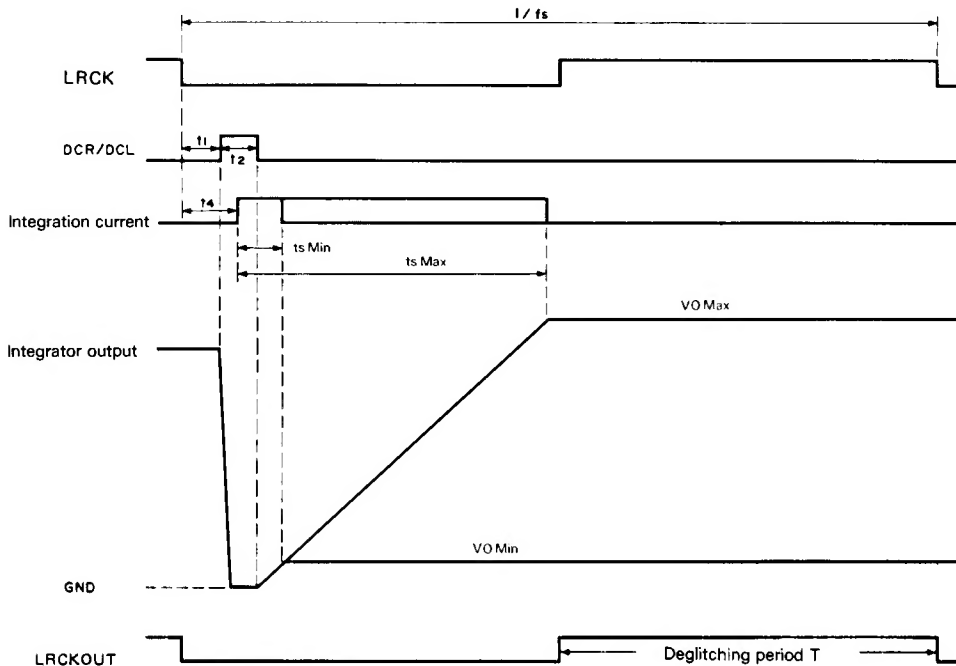 1/fs
LRCK
t1
DCR/DCL
t2
t4
Integration current
ts Min
ts Max
VO Max
Integrator output
VO Min
GND
LRCKOUT
Deglitching period T